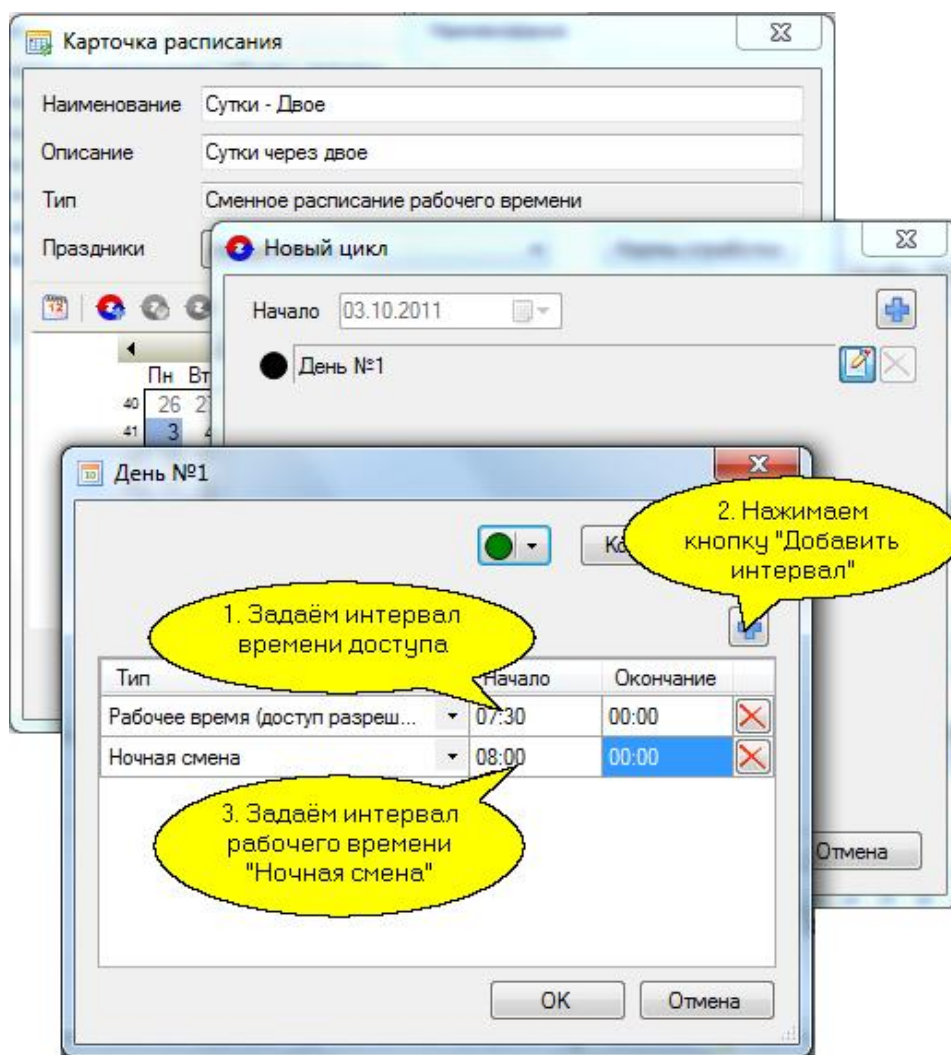 Карточка расписания
Наименование Сутки - Двое
Описание Сутки через двое
Тип Сменное расписание рабочего времени
Праздники
Новый цикл
Начало 03.10.2011
12
День №1
Пн Вт
40 26
41 3
10 День №1
2. Нажимаем
кнопку "Добавить
интервал"
1. Задаём интервал
времени доступа
Тип Начало Окончание
Рабочее время (доступ разреш... 07:30 00:00
Ночная смена 08:00 00:00
3. Задаём интервал
рабочего времени
"Ночная смена"
Отмена
OK Отмена